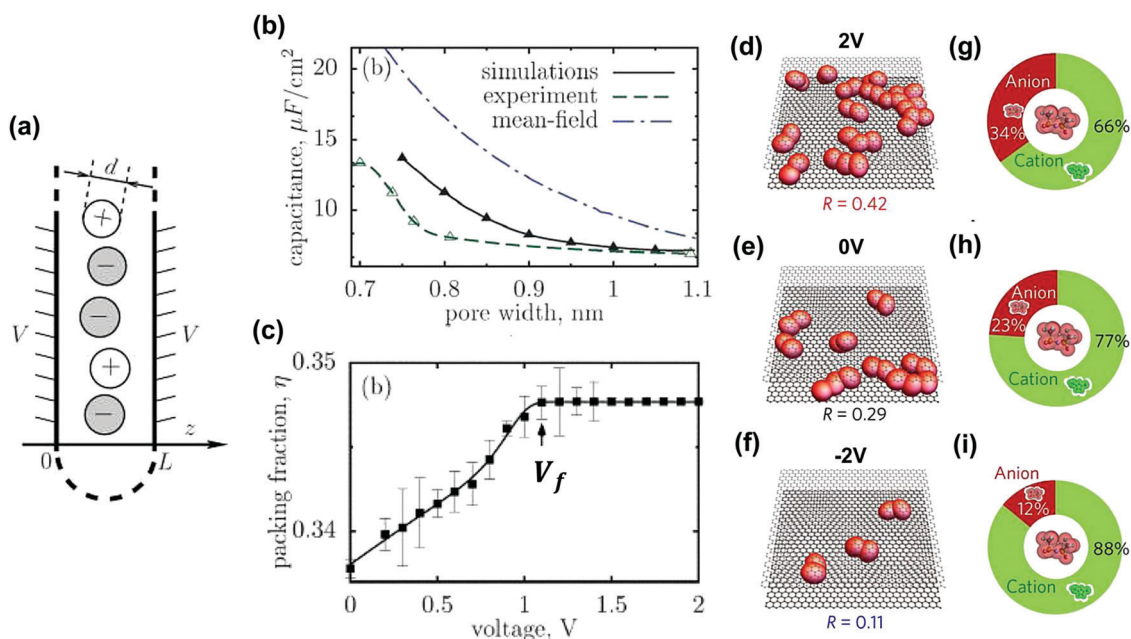 (a)
d
+
−
−
+
−
V
V
0
L
z
(b)
(b)
simulations
experiment
mean-field
capacitance, μF/cm²
20
15
10
0.7
0.8
0.9
1
1.1
pore width, nm
(c)
(b)
packing fraction, η
0.35
0.34
V_f
0
0.5
1
1.5
2
voltage, V
(d)
2V
R = 0.42
(e)
0V
R = 0.29
(f)
-2V
R = 0.11
(g)
Anion
34%
66%
Cation
(h)
Anion
23%
77%
Cation
(i)
Anion
12%
88%
Cation